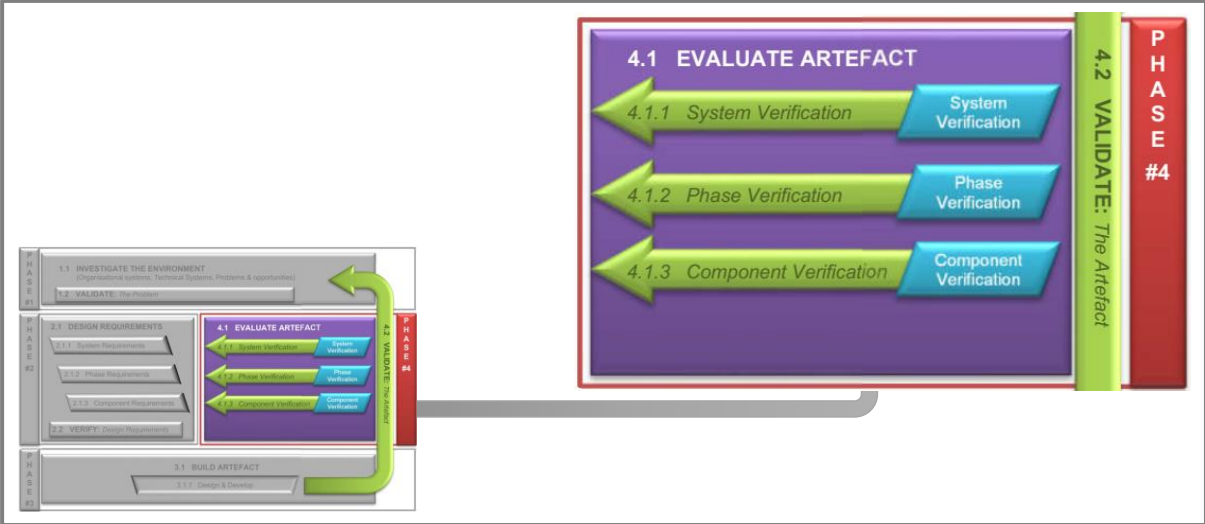 4.1 EVALUATE ARTEFACT
4.1.1 System Verification
System
Verification
4.1.2 Phase Verification
Phase
Verification
4.1.3 Component Verification
Component
Verification
4.2 VALIDATE: The Artefact
PHASE #4
PHASE #1
1.1 INVESTIGATE THE ENVIRONMENT
(Organisational systems, Technical Systems, Problems & opportunities)
1.2 VALIDATE: The Problem
PHASE #2
2.1 DESIGN REQUIREMENTS
2.1.1 System Requirements
2.1.2 Phase Requirements
2.1.3 Component Requirements
2.2 VERIFY: Design Requirements
4.1 EVALUATE ARTEFACT
4.1.1 System Verification
System
Verification
4.1.2 Phase Verification
Phase
Verification
4.1.3 Component Verification
Component
Verification
4.2 VALIDATE: The Artefact
PHASE #4
PHASE #3
3.1 BUILD ARTEFACT
3.1.1 Design & Develop